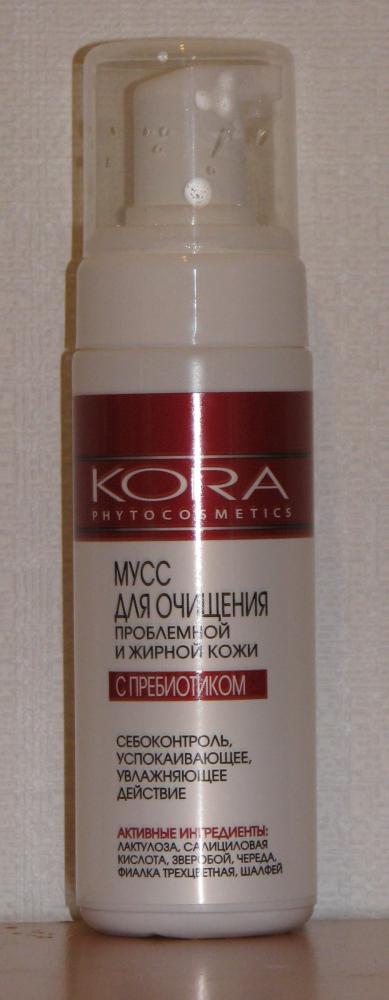 KORA
PHYTOCOSMETICS
МУСС
ДЛЯ ОЧИЩЕНИЯ
ПРОБЛЕМНОЙ
И ЖИРНОЙ КОЖИ
С ПРЕБИОТИКОМ
СЕБОКОНТРОЛЬ,
УСПОКАИВАЮЩЕЕ,
УВЛАЖНЯЮЩЕЕ
ДЕЙСТВИЕ
АКТИВНЫЕ ИНГРЕДИЕНТЫ:
ЛАКТУЛОЗА, САЛИЦИЛОВАЯ
КИСЛОТА, ЗВЕРОБОЙ, ЧЕРЕДА,
ФИАЛКА ТРЕХЦВЕТНАЯ, ШАЛФЕЙ